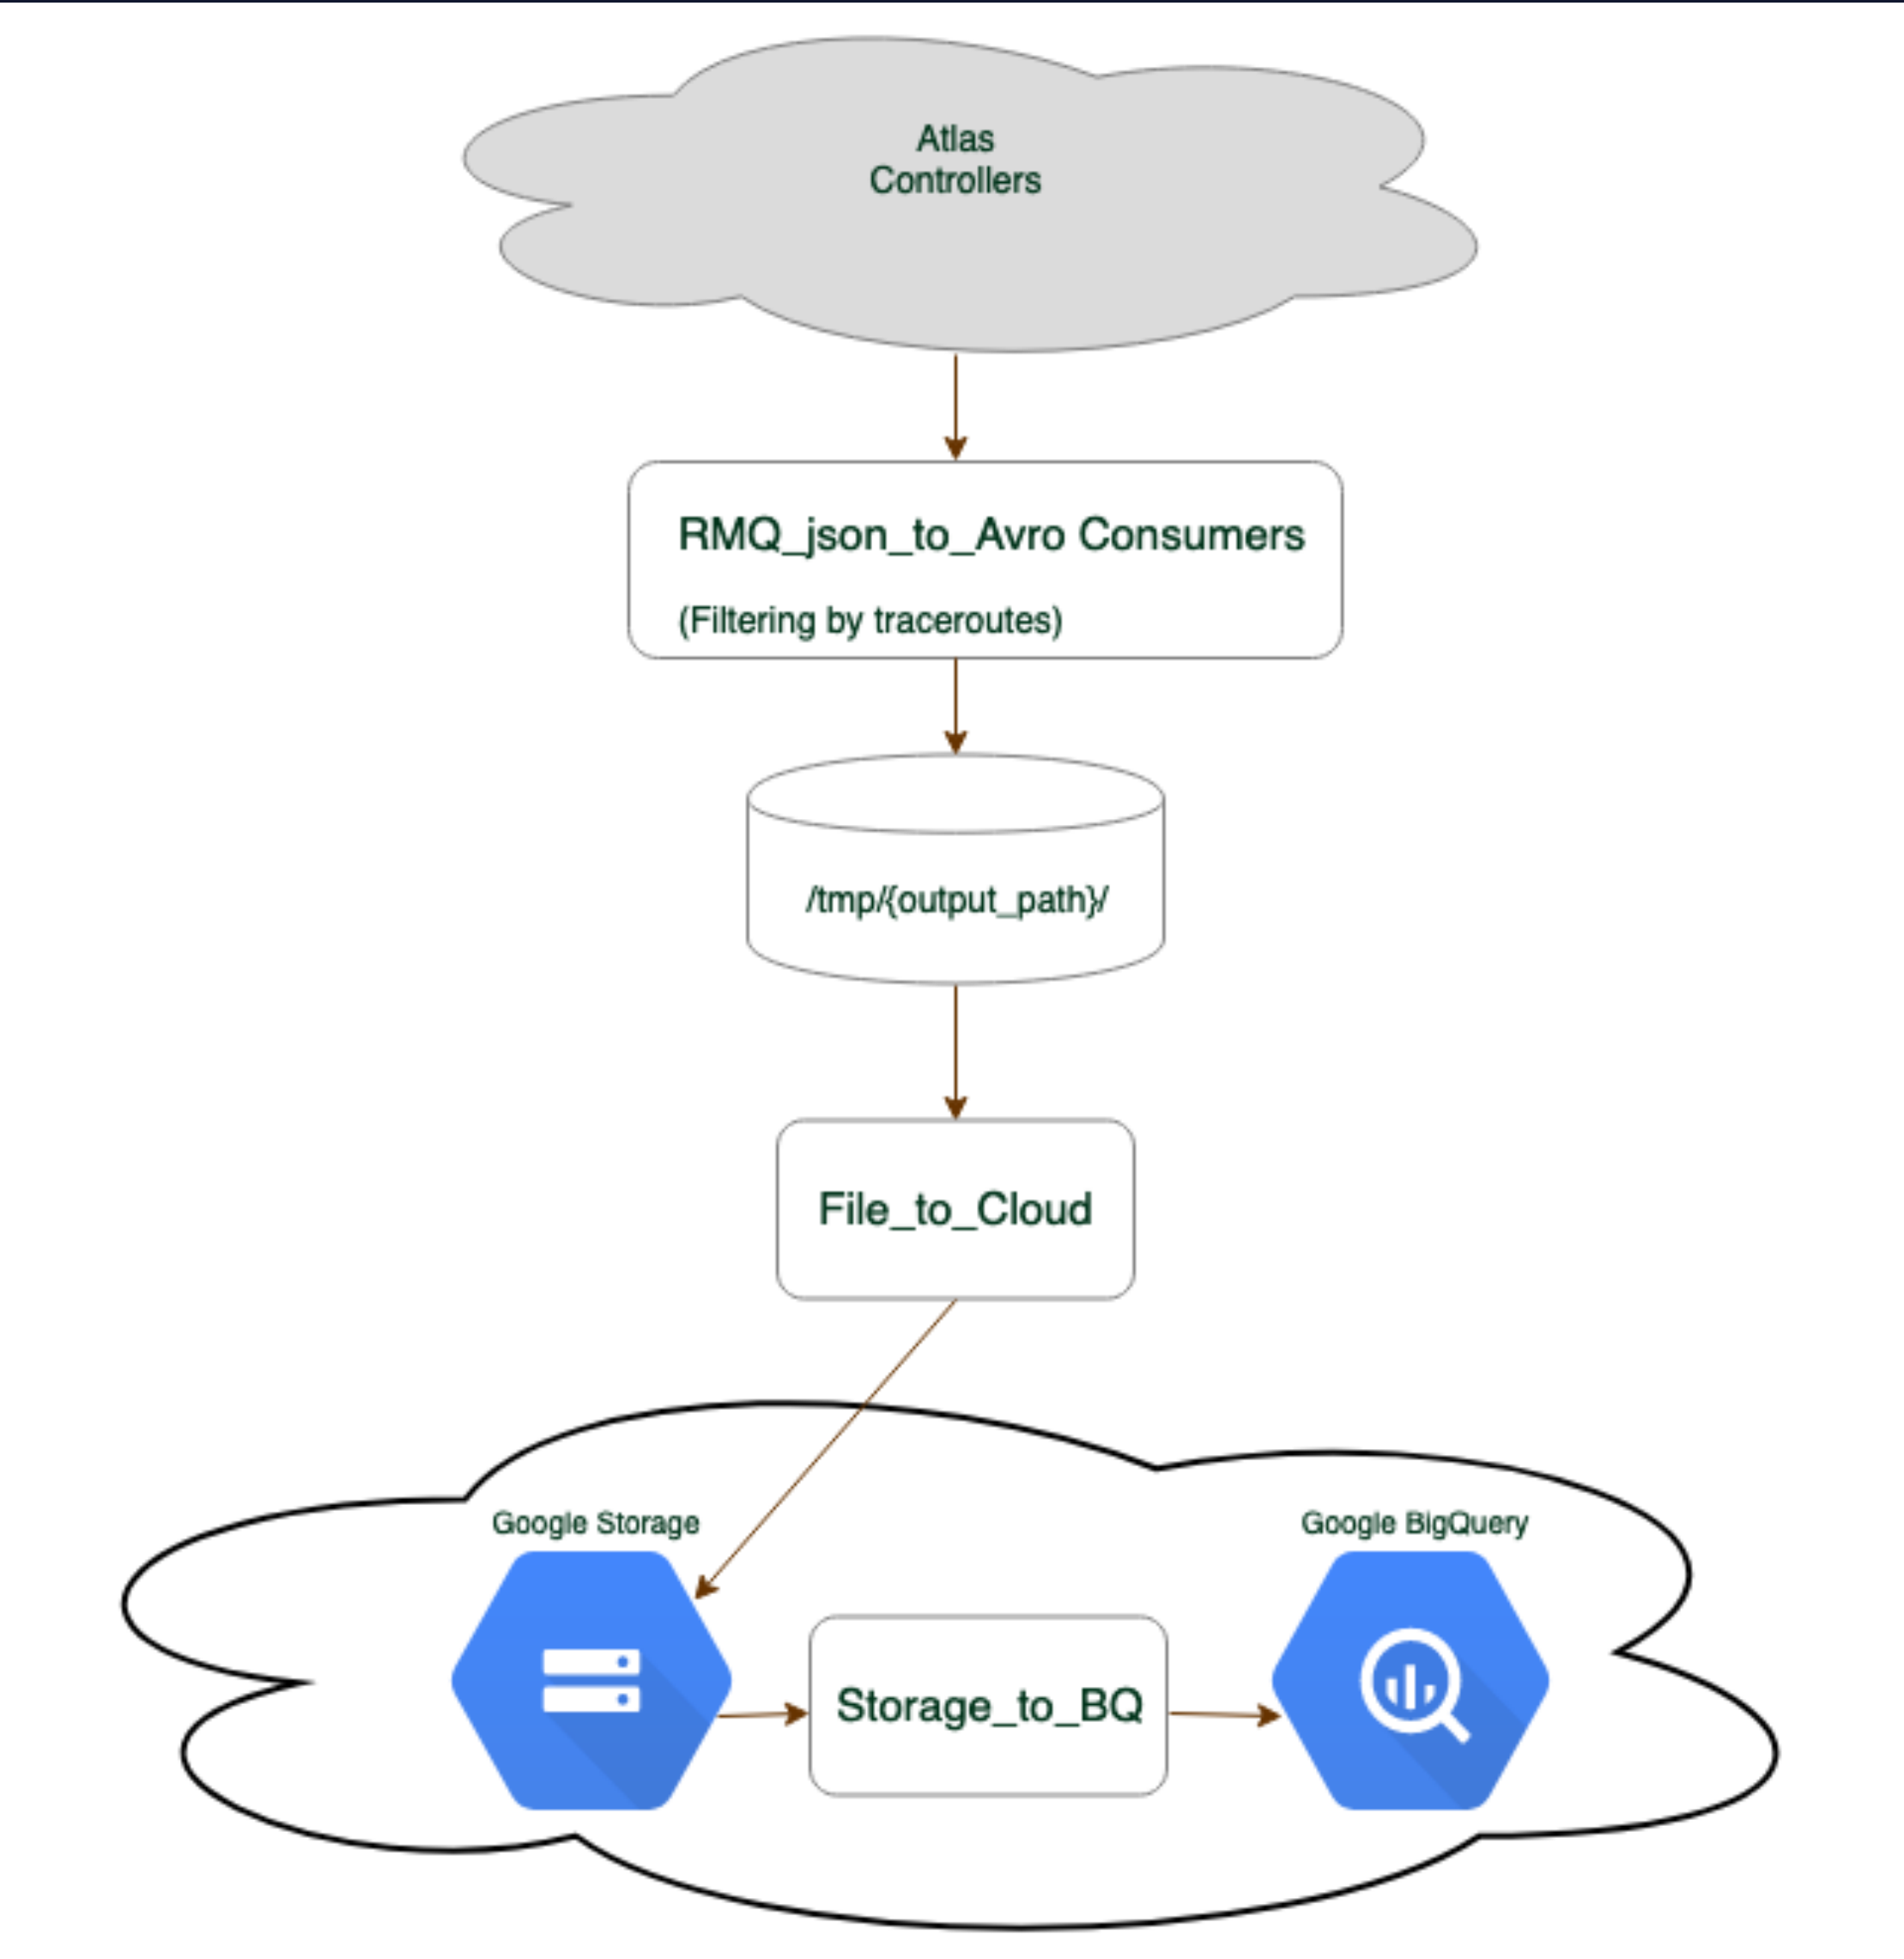 Atlas
Controllers
RMQ_json_to_Avro Consumers
(Filtering by traceroutes)
/tmp/{output_path}/
File_to_Cloud
Google Storage
Google BigQuery
Storage_to_BQ